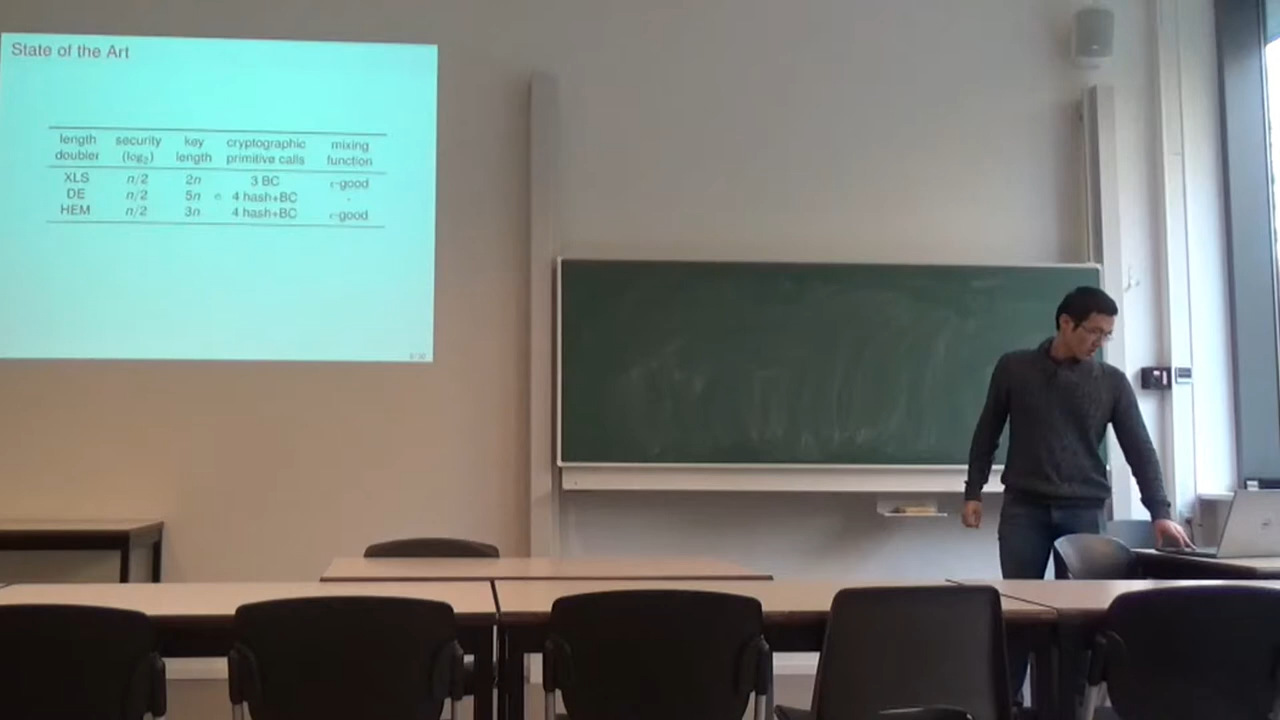 State of the Art
length security key cryptographic mixing
doubler (log₂) length primitive calls function
XLS n/2 2n 3 BC ϵ-good
DE n/2 5n 4 hash+BC -
HEM n/2 3n 4 hash+BC ϵ-good